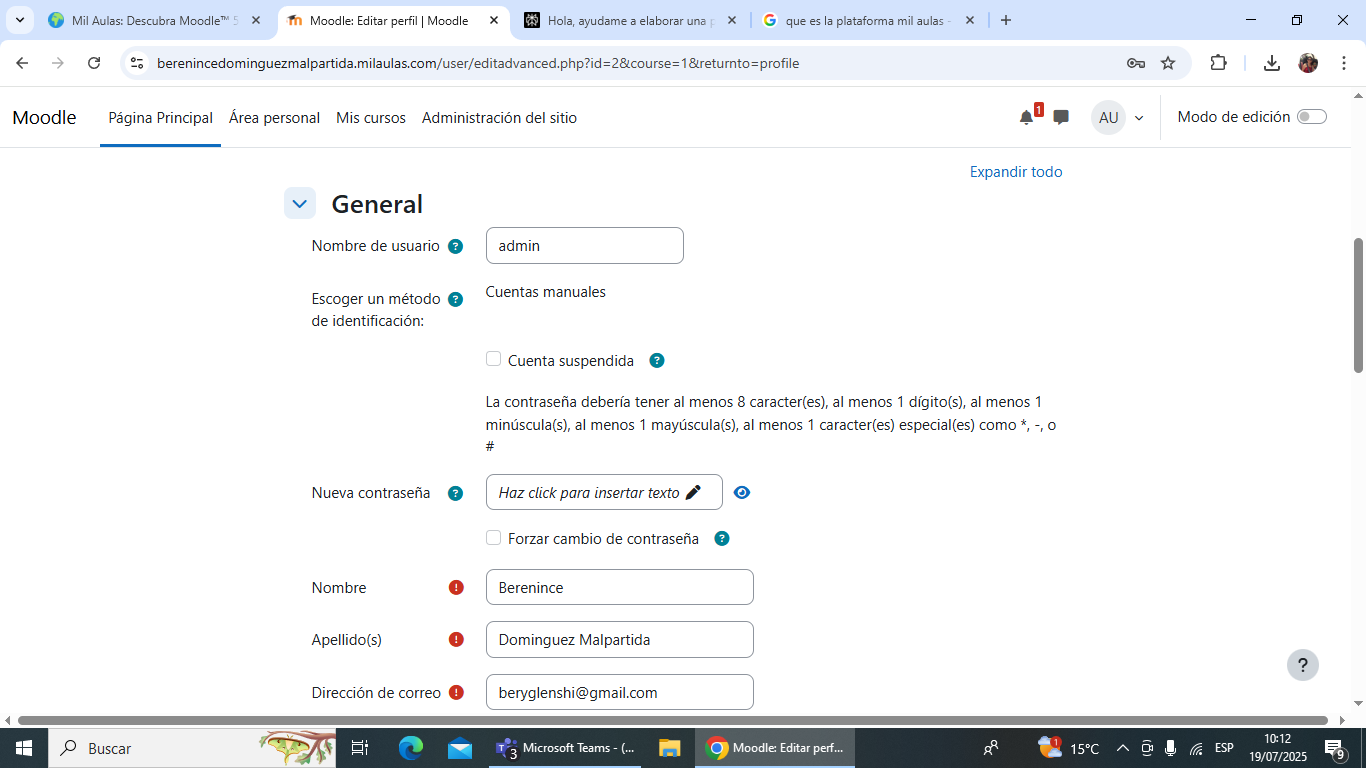 Mil Aulas: Descubra Moodle™ 5
Moodle: Editar perfil | Moodle
Hola, ayudame a elaborar una p
que es la plataforma mil aulas -
berenincedominguezmalpartida.milaulas.com/user/editadvanced.php?id=2&course=1&returnto=profile
Moodle
Página Principal
Área personal
Mis cursos
Administración del sitio
1
AU
Modo de edición
Expandir todo
General
Nombre de usuario ?
admin
Escoger un método ?
de identificación:
Cuentas manuales
Cuenta suspendida ?
La contraseña debería tener al menos 8 caracter(es), al menos 1 dígito(s), al menos 1
minúscula(s), al menos 1 mayúscula(s), al menos 1 caracter(es) especial(es) como *, -, o
#
Nueva contraseña ?
Haz click para insertar texto
Forzar cambio de contraseña ?
Nombre !
Berenince
Apellido(s) !
Dominguez Malpartida
Dirección de correo !
beryglenshi@gmail.com
?
Buscar
3
Microsoft Teams - (...
Moodle: Editar perf...
1
15°C
ESP
10:12
19/07/2025
9